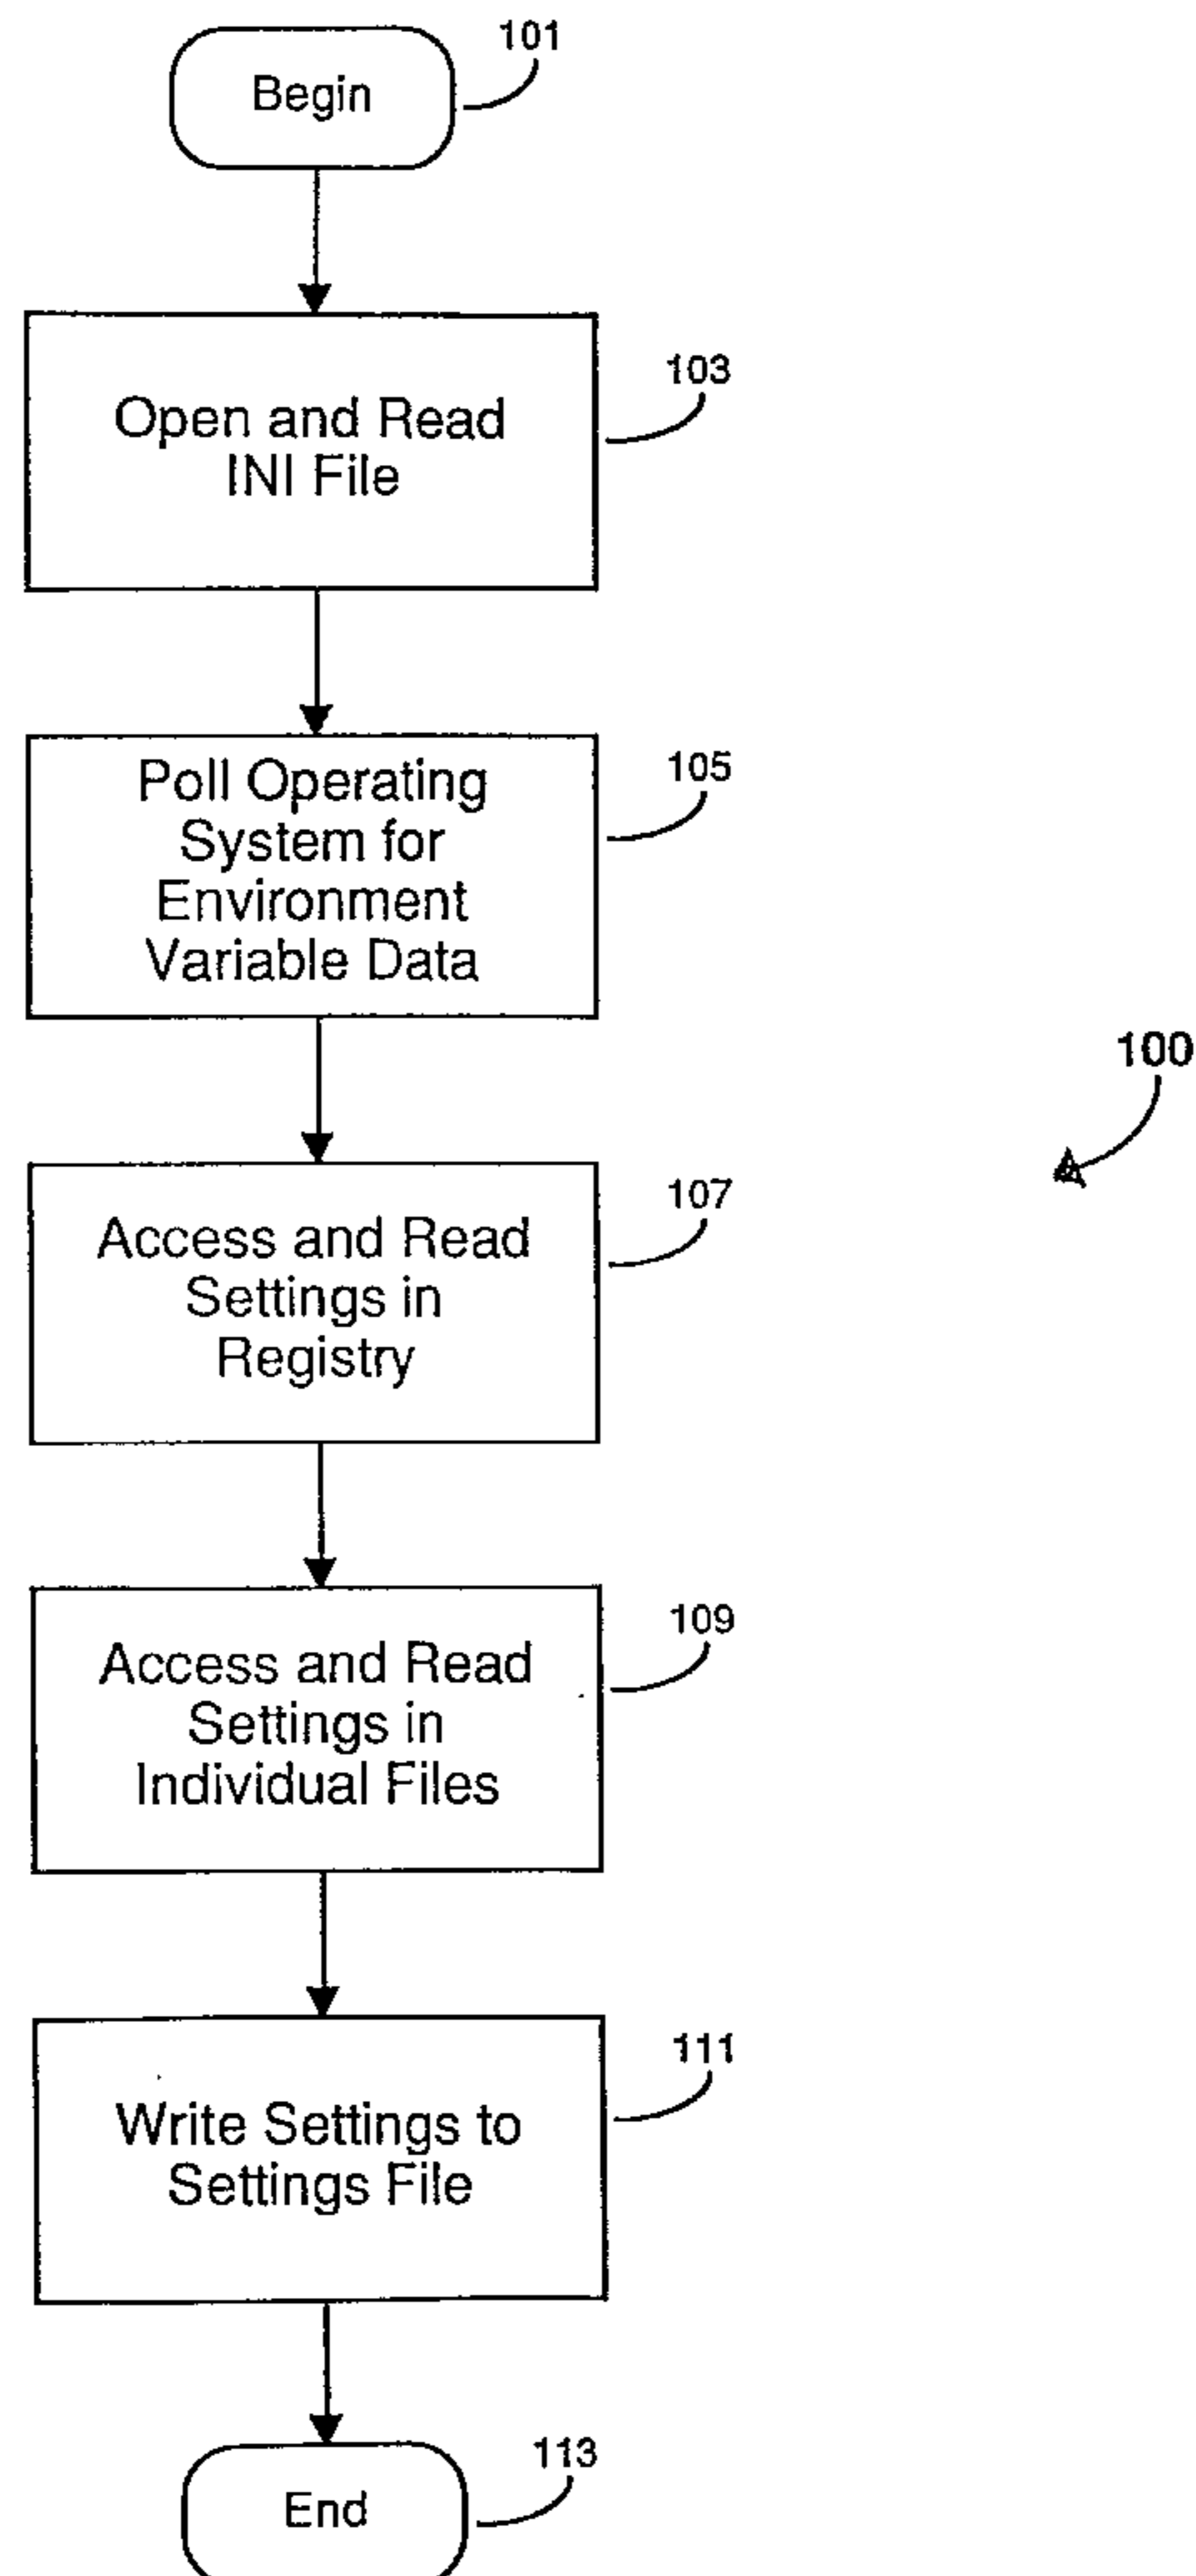 101
Begin
103
Open and Read
INI File
105
Poll Operating
System for
Environment
Variable Data
100
107
Access and Read
Settings in
Registry
109
Access and Read
Settings in
Individual Files
111
Write Settings to
Settings File
113
End